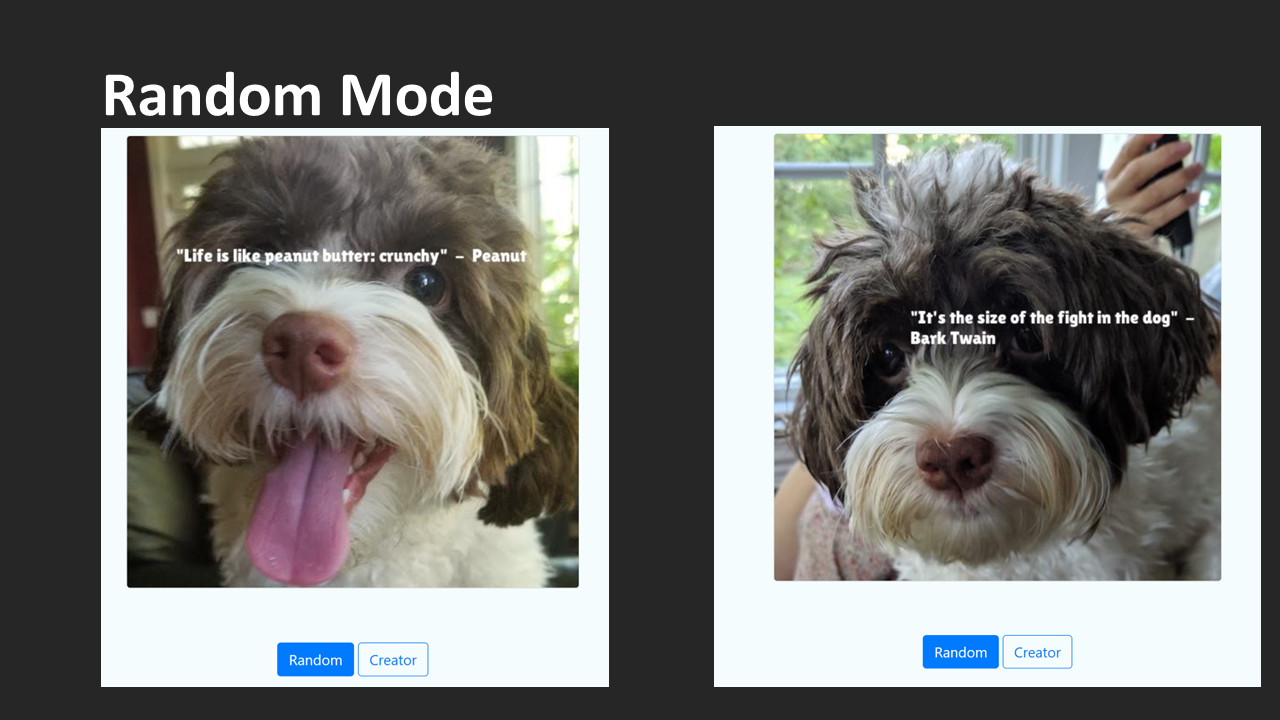 Random Mode
"Life is like peanut butter: crunchy" - Peanut
Random
Creator
"It's the size of the fight in the dog" -
Bark Twain
Random
Creator